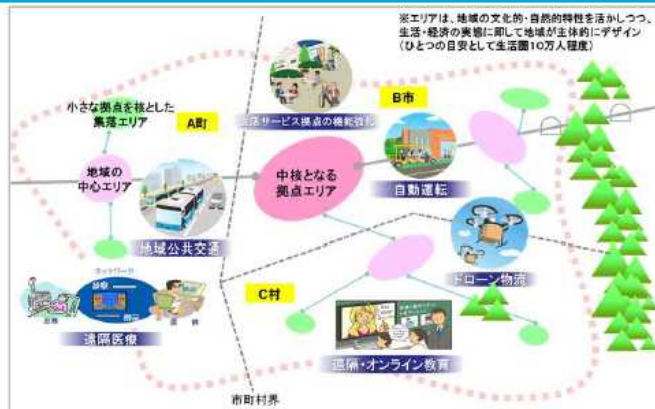 ※エリアは、地域の文化的・自然的特性を活かしつつ、
生活・経済の実態に即して地域が主体的にデザイン
（ひとつの目安として生活圏10万人程度）
小さな拠点を核とした
集落エリア
A町
B市
サービス拠点の機能強化
地域の
中心エリア
中核となる
拠点エリア
自動運転
地域公共交通
ドローン物流
ネットワーク
C村
遠隔医療
遠隔・オンライン教育
市町村界